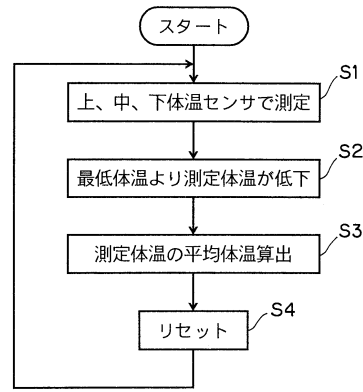 スタート
S1
上、中、下体温センサで測定
S2
最低体温より測定体温が低下
S3
測定体温の平均体温算出
S4
リセット